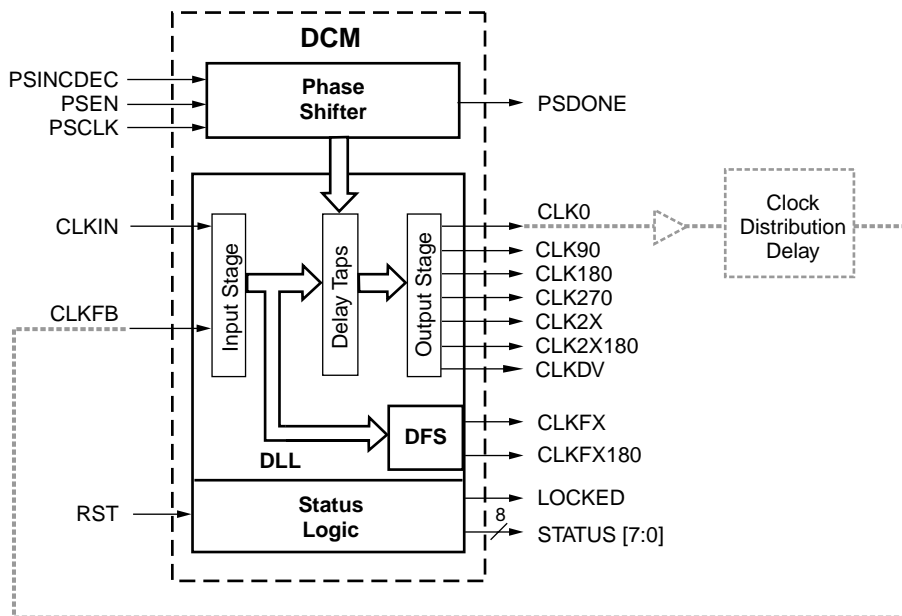 DCM
PSINCDEC
PSEN
PSCLK
Phase
Shifter
PSDONE
CLKIN
CLKFB
Input Stage
Delay Taps
Output Stage
CLK0
CLK90
CLK180
CLK270
CLK2X
CLK2X180
CLKDV
Clock
Distribution
Delay
DFS
CLKFX
CLKFX180
DLL
RST
Status
Logic
LOCKED
8
STATUS [7:0]